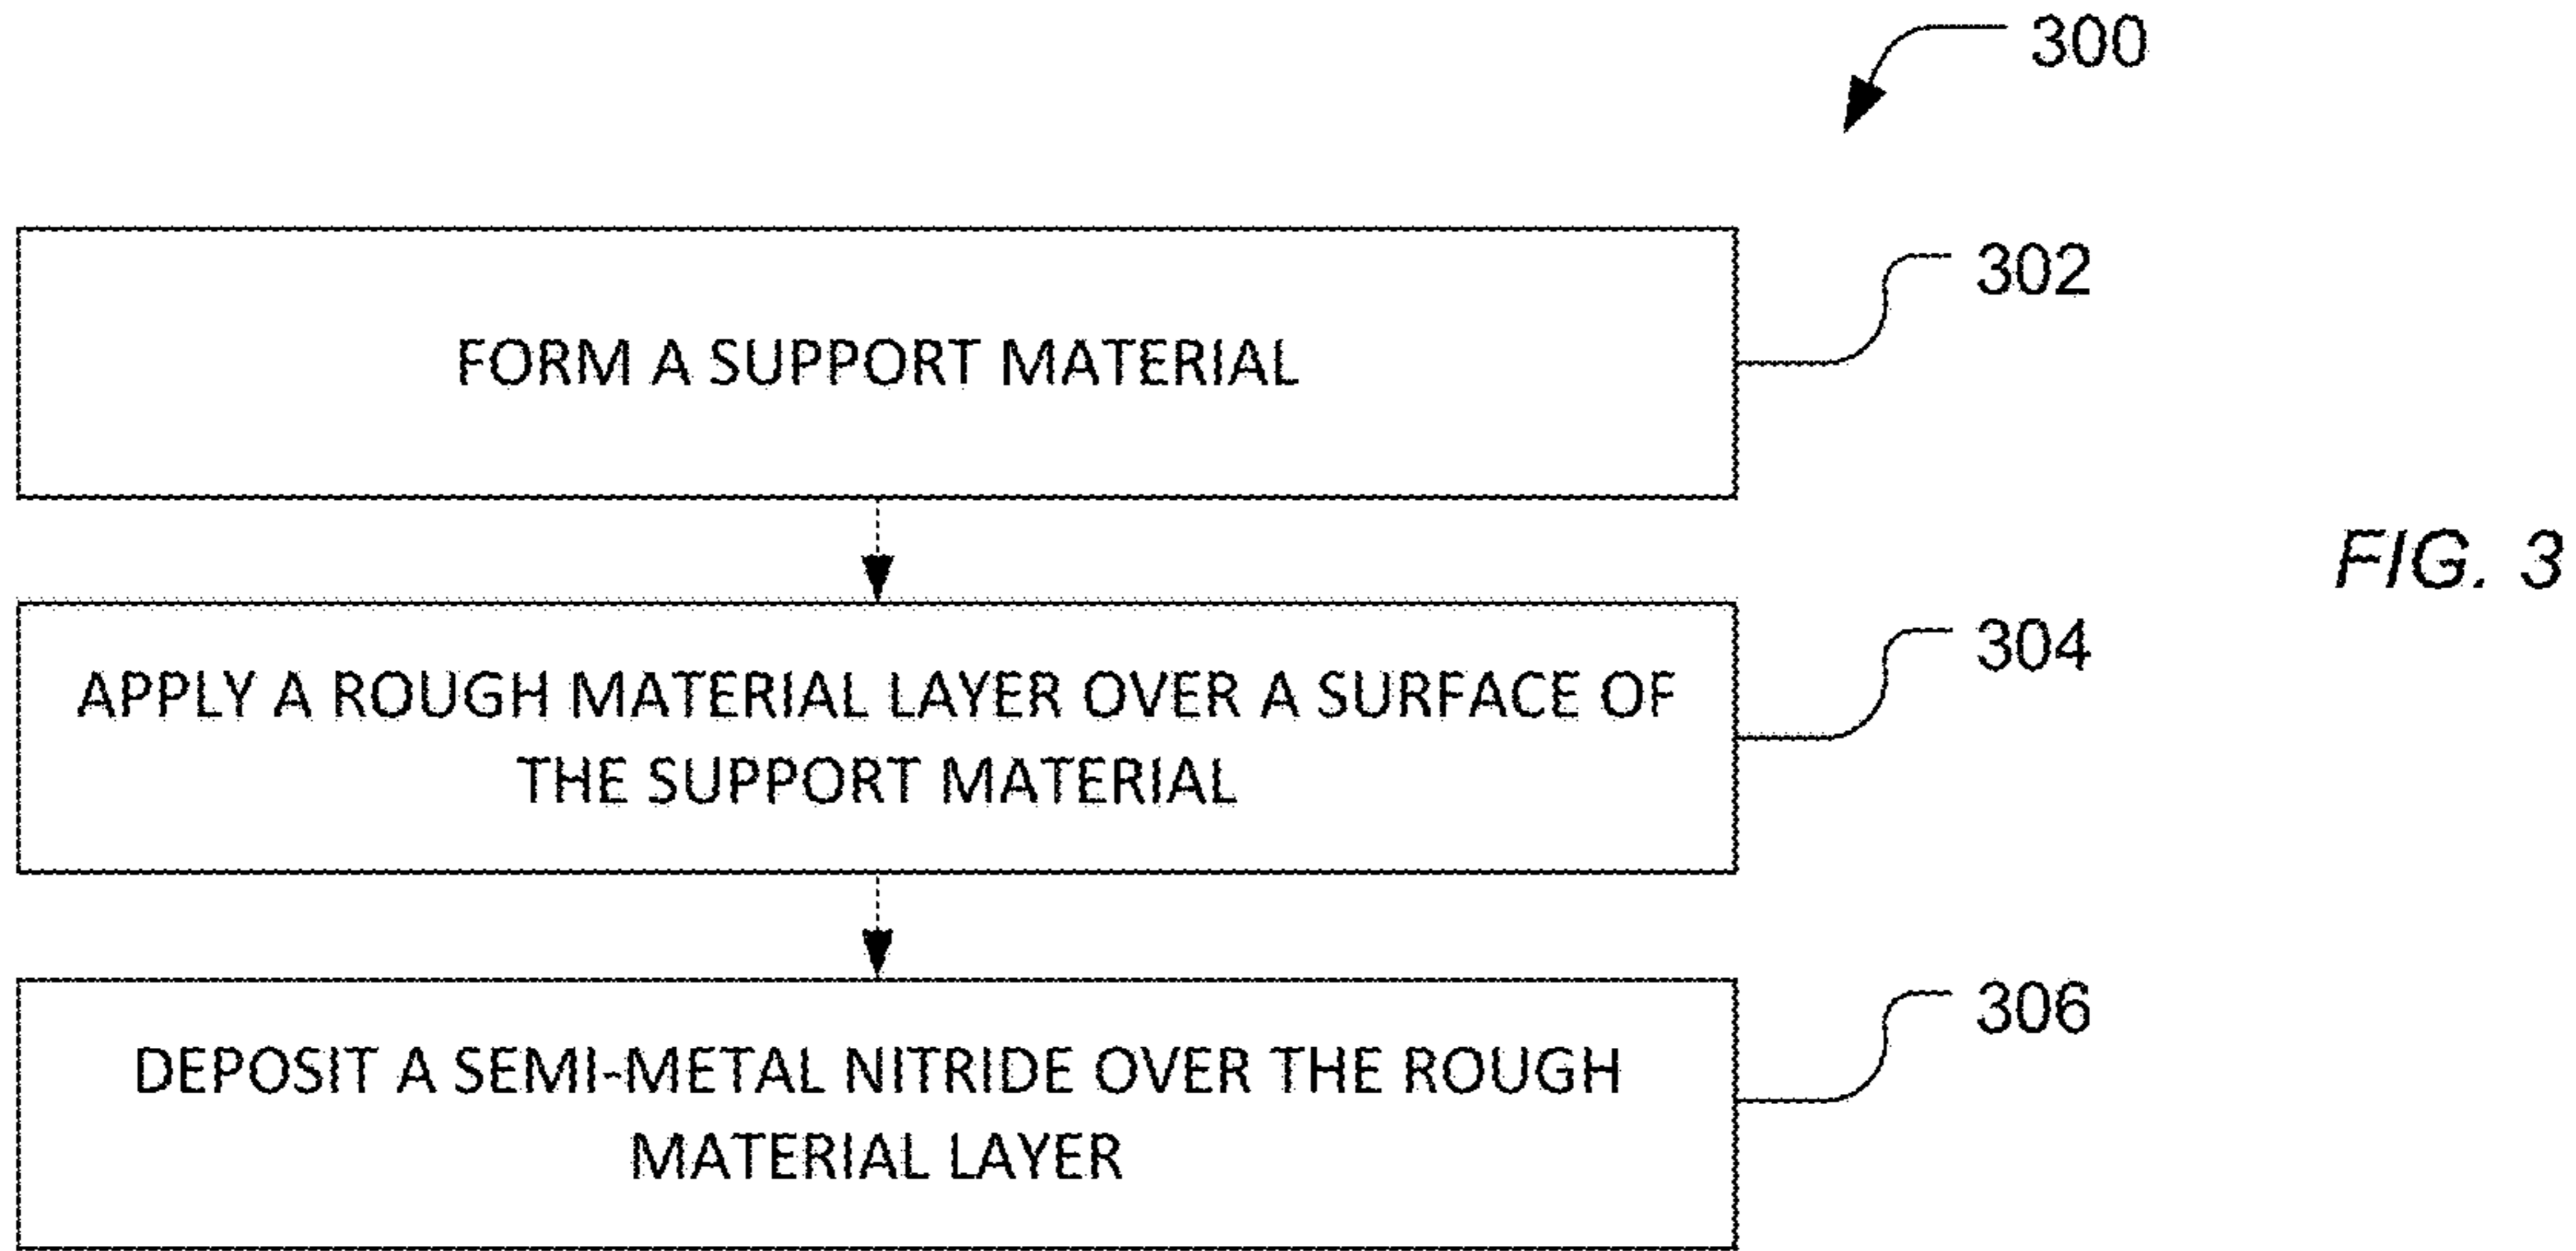 300
302
FORM A SUPPORT MATERIAL
FIG. 3
304
APPLY A ROUGH MATERIAL LAYER OVER A SURFACE OF
THE SUPPORT MATERIAL
306
DEPOSIT A SEMI-METAL NITRIDE OVER THE ROUGH
MATERIAL LAYER